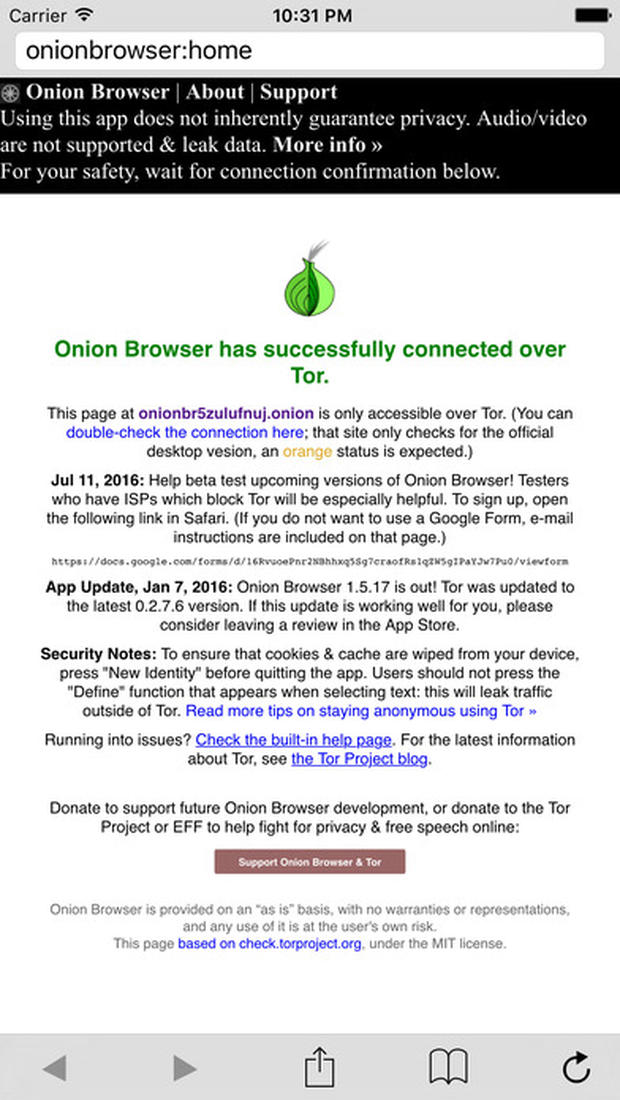 Carrier 10:31 PM
onionbrowser:home
Onion Browser | About | Support
Using this app does not inherently guarantee privacy. Audio/video
are not supported & leak data. More info »
For your safety, wait for connection confirmation below.
Onion Browser has successfully connected over
Tor.
This page at onionbr5zulufnuj.onion is only accessible over Tor. (You can
double-check the connection here; that site only checks for the official
desktop vesion, an orange status is expected.)
Jul 11, 2016: Help beta test upcoming versions of Onion Browser! Testers
who have ISPs which block Tor will be especially helpful. To sign up, open
the following link in Safari. (If you do not want to use a Google Form, e-mail
instructions are included on that page.)
App Update, Jan 7, 2016: Onion Browser 1.5.17 is out! Tor was updated to
the latest 0.2.7.6 version. If this update is working well for you, please
consider leaving a review in the App Store.
Security Notes: To ensure that cookies & cache are wiped from your device,
press "New Identity" before quitting the app. Users should not press the
"Define" function that appears when selecting text: this will leak traffic
outside of Tor. Read more tips on staying anonymous using Tor »
Running into issues? Check the built-in help page. For the latest information
about Tor, see the Tor Project blog.
Donate to support future Onion Browser development, or donate to the Tor
Project or EFF to help fight for privacy & free speech online:
Support Onion Browser & Tor
Onion Browser is provided on an “as is” basis, with no warranties or representations,
and any use of it is at the user's own risk.
This page based on check.torproject.org, under the MIT license.